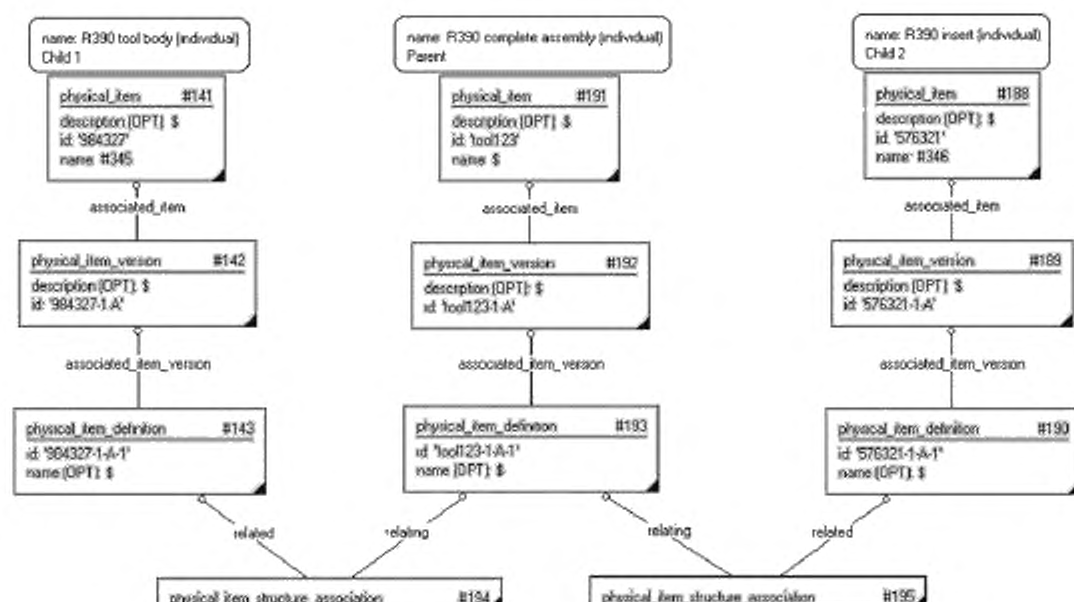 name: R390 tool body (individual)
Child 1
physical_item #141
description (OPT): $
id: '984327'
name: #345
associated_item
physical_item_version #142
description (OPT): $
id: '984327-1-A'
associated_item_version
physical_item_definition #143
id: '984327-1-A-1'
name (OPT): $
related
name: R390 complete assembly (individual)
Parent
physical_item #191
description (OPT): $
id: 'tool123'
name: $
associated_item
physical_item_version #192
description (OPT): $
id: 'tool123-1-A'
associated_item_version
physical_item_definition #193
id: 'tool123-1-A-1'
name (OPT): $
relating
relating
name: R390 insert (individual)
Child 2
physical_item #188
description (OPT): $
id: '576321'
name: #346
associated_item
physical_item_version #189
description (OPT): $
id: '576321-1-A'
associated_item_version
physical_item_definition #190
id: '576321-1-A-1'
name (OPT): $
related
physical_item_structure_association #194
physical_item_structure_association #195